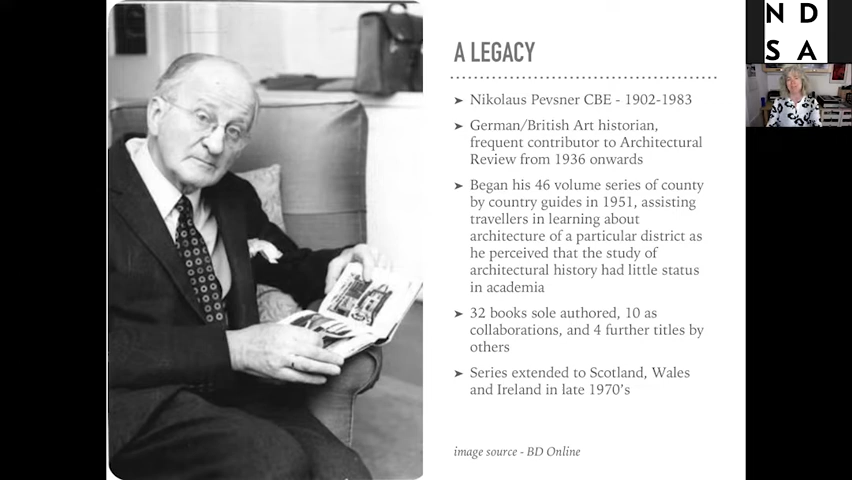 A LEGACY
➤ Nikolaus Pevsner CBE - 1902-1983
➤ German/British Art historian,
frequent contributor to Architectural
Review from 1936 onwards
➤ Began his 46 volume series of county
by country guides in 1951, assisting
travellers in learning about
architecture of a particular district as
he perceived that the study of
architectural history had little status
in academia
➤ 32 books sole authored, 10 as
collaborations, and 4 further titles by
others
➤ Series extended to Scotland, Wales
and Ireland in late 1970's
image source - BD Online
N D
S A